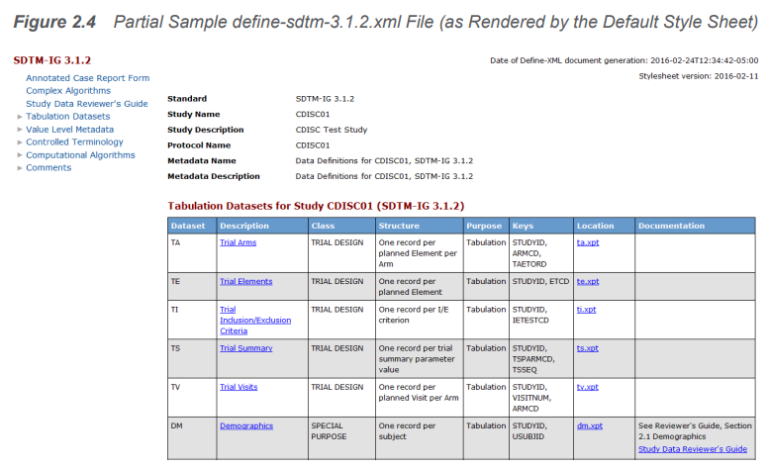 Figure 2.4 Partial Sample define-sdtm-3.1.2.xml File (as Rendered by the Default Style Sheet)
SDTM-IG 3.1.2
Annotated Case Report Form
Complex Algorithms
Study Data Reviewer's Guide
Tabulation Datasets
Value Level Metadata
Controlled Terminology
Computational Algorithms
Comments
Date of Define-XML document generation: 2016-02-24T12:34:42-05:00
Stylesheet version: 2016-02-11
Standard SDTM-IG 3.1.2
Study Name CDISC01
Study Description CDISC Test Study
Protocol Name CDISC01
Metadata Name Data Definitions for CDISC01, SDTM-IG 3.1.2
Metadata Description Data Definitions for CDISC01, SDTM-IG 3.1.2
Tabulation Datasets for Study CDISC01 (SDTM-IG 3.1.2)
Dataset Description Class Structure Purpose Keys Location Documentation
TA Trial Arms TRIAL DESIGN One record per Tabulation STUDYID, ta.xpt
planned Element per ARMCD,
Arm TAETORD
TE Trial Elements TRIAL DESIGN One record per Tabulation STUDYID, ETCD te.xpt
planned Element
TI Trial TRIAL DESIGN One record per I/E Tabulation STUDYID, ti.xpt
Inclusion/Exclusion criterion IETESTCD
Criteria
TS Trial Summary TRIAL DESIGN One record per trial Tabulation STUDYID, ts.xpt
summary parameter TSPARMCD,
value TSSEQ
TV Trial Visits TRIAL DESIGN One record per Tabulation STUDYID, tv.xpt
planned Visit per Arm VISITNUM,
ARMCD
DM Demographics SPECIAL One record per Tabulation STUDYID, dm.xpt See Reviewer's Guide, Section
PURPOSE subject USUBJID 2.1 Demographics
Study Data Reviewer's Guide